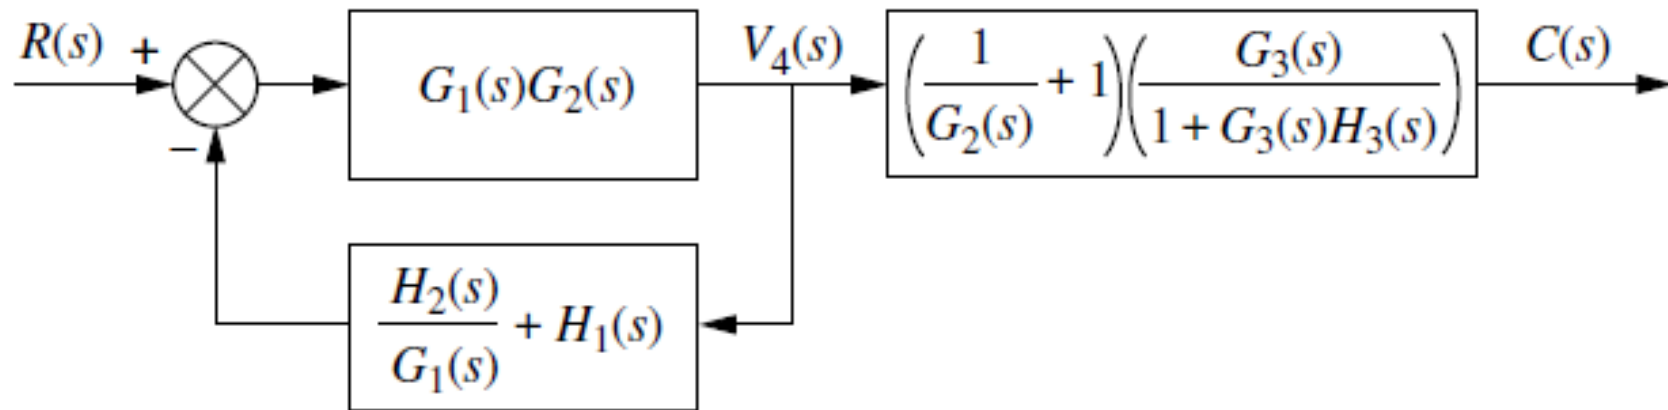 R(s) +
−
G₁(s)G₂(s)
V₄(s)
(1/G₂(s) + 1)(G₃(s)/(1 + G₃(s)H₃(s)))
C(s)
H₂(s)/G₁(s) + H₁(s)